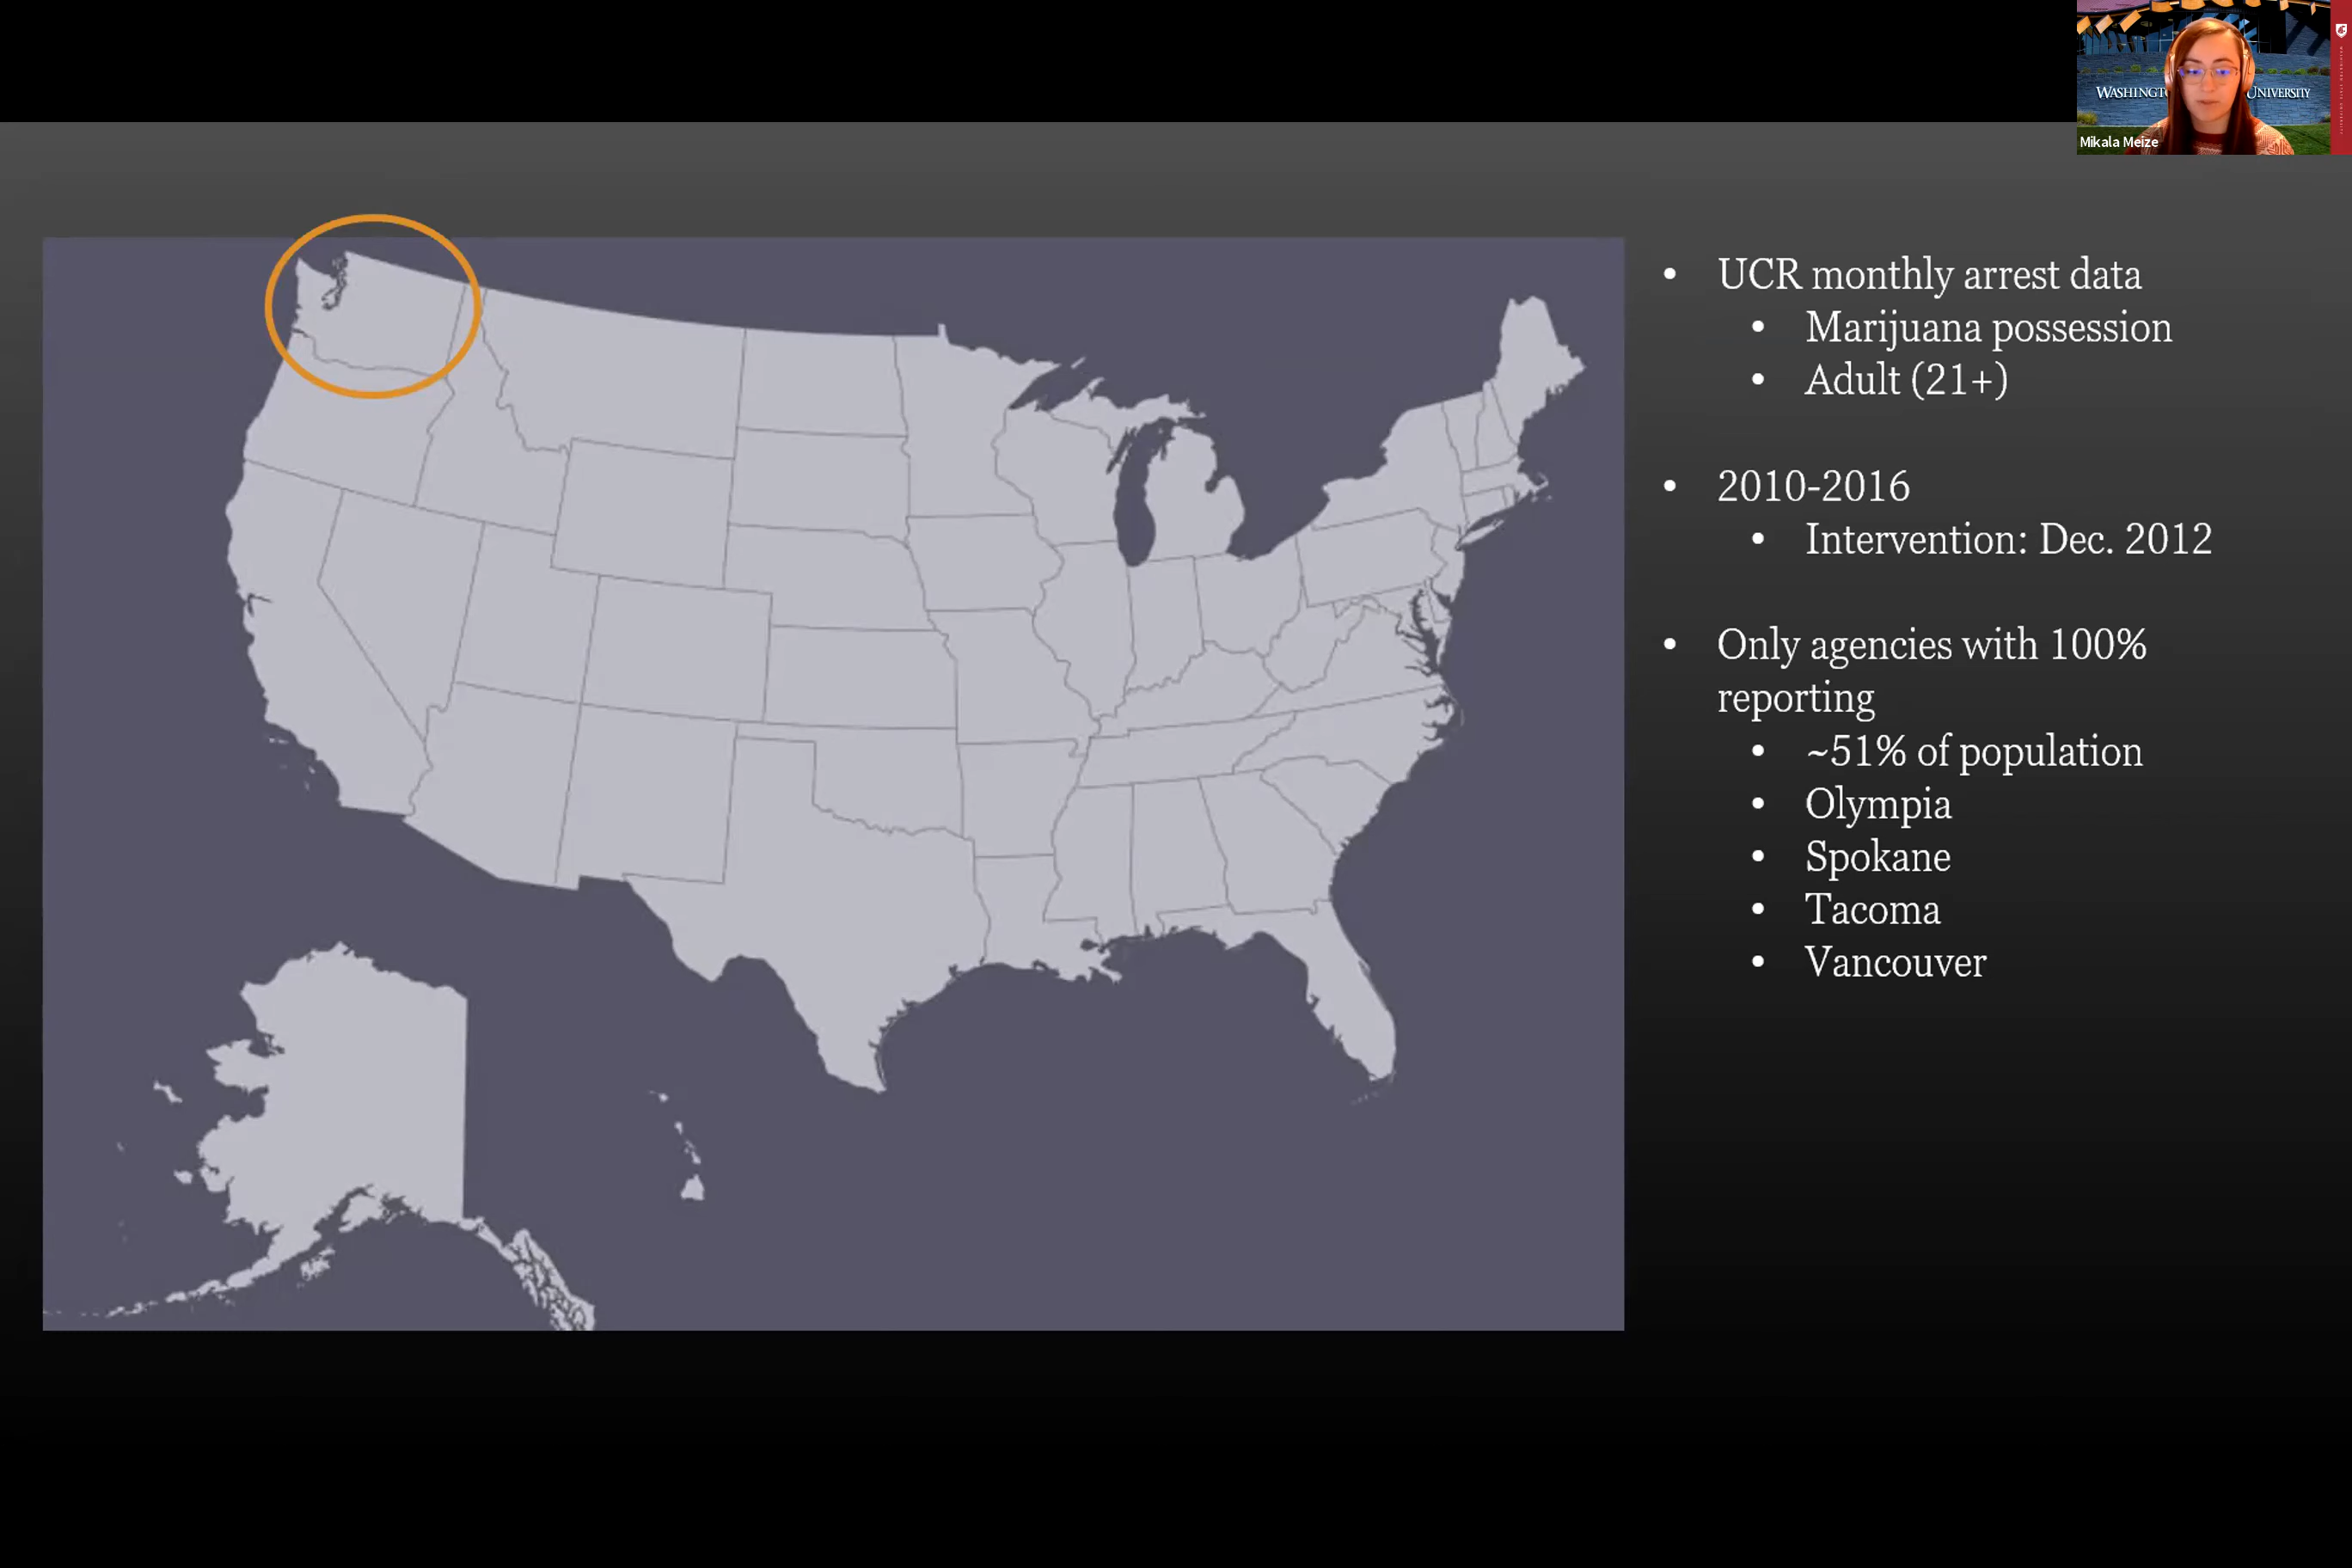 WASHINGT UNIVERSITY
Mikala Meize
• UCR monthly arrest data
• Marijuana possession
• Adult (21+)
• 2010-2016
• Intervention: Dec. 2012
• Only agencies with 100%
reporting
• ~51% of population
• Olympia
• Spokane
• Tacoma
• Vancouver